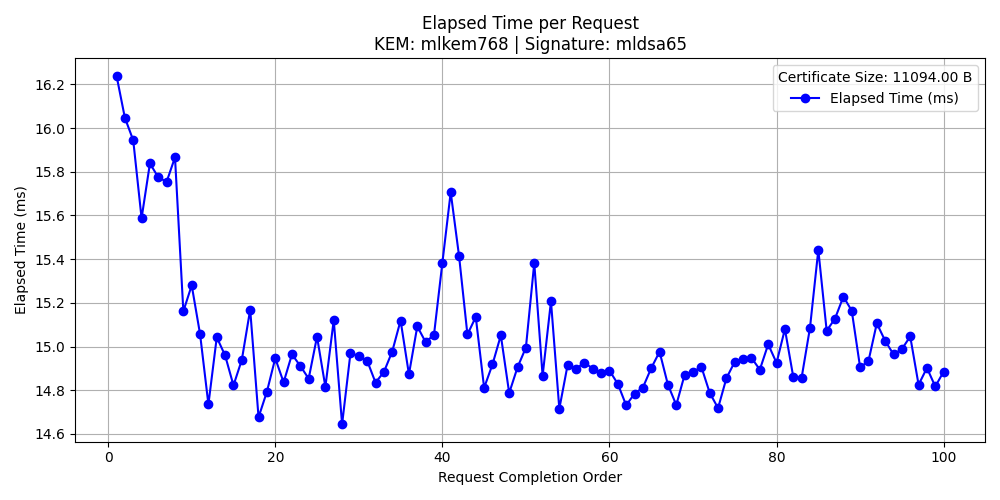 Elapsed Time per Request
KEM: mlkem768 | Signature: mldsa65
Certificate Size: 11094.00 B
Elapsed Time (ms)
Elapsed Time (ms)
16.2
16.0
15.8
15.6
15.4
15.2
15.0
14.8
14.6
0 20 40 60 80 100
Request Completion Order